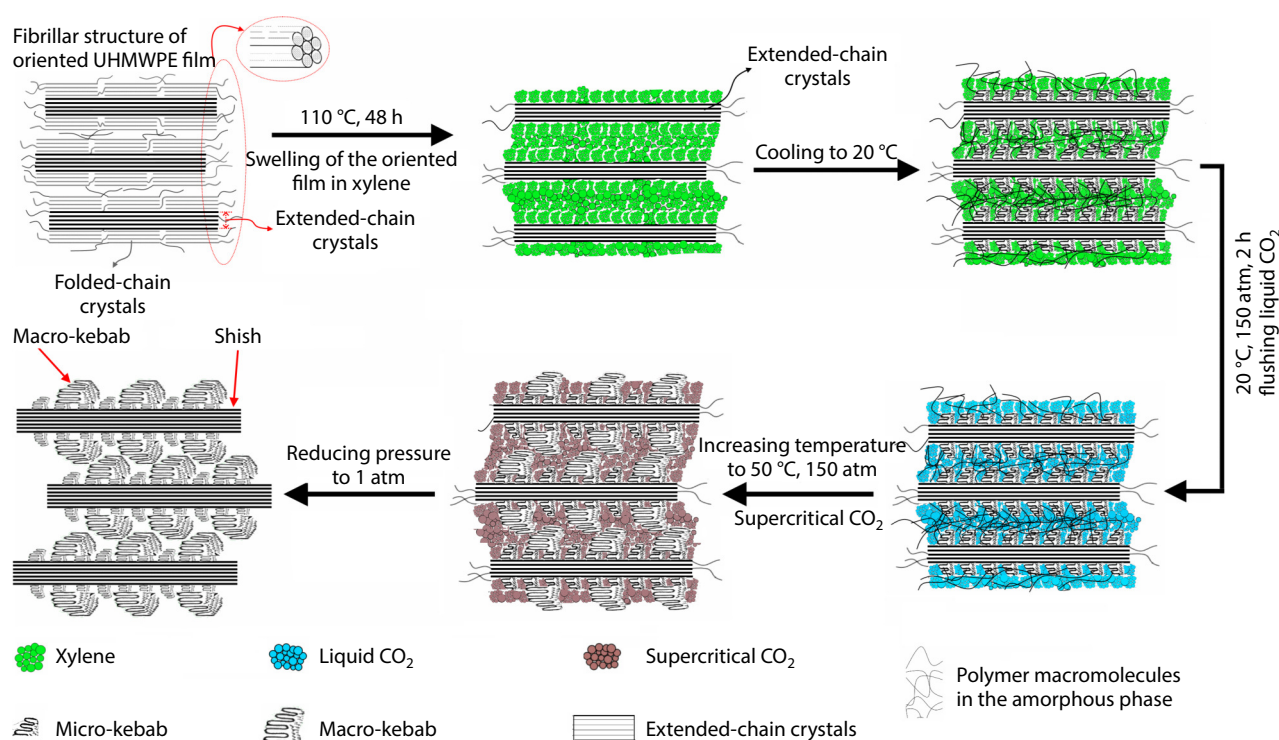 Fibrillar structure of
oriented UHMWPE film
Extended-chain
crystals
Folded-chain
crystals
110 °C, 48 h
Swelling of the oriented
film in xylene
Extended-chain
crystals
Cooling to 20 °C
20 °C, 150 atm, 2 h
flushing liquid CO₂
Increasing temperature
to 50 °C, 150 atm
Supercritical CO₂
Reducing pressure
to 1 atm
Macro-kebab
Shish
Xylene
Liquid CO₂
Supercritical CO₂
Polymer macromolecules
in the amorphous phase
Micro-kebab
Macro-kebab
Extended-chain crystals